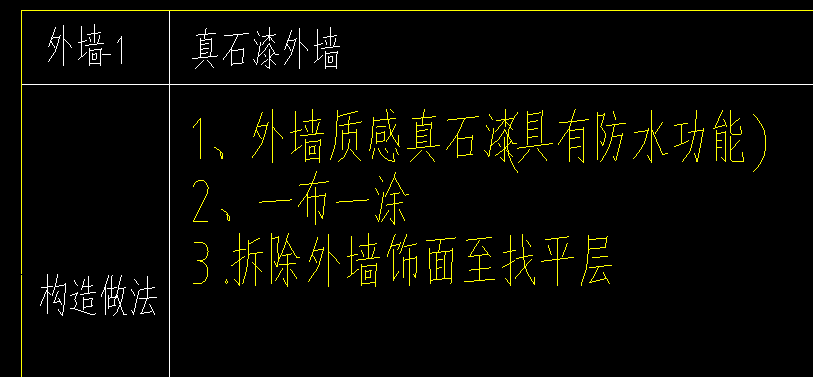 外墙1
真石漆外墙
1、外墙质感真石漆(具有防水功能)
2、一布一涂
3.拆除外墙饰面至找平层
构造做法